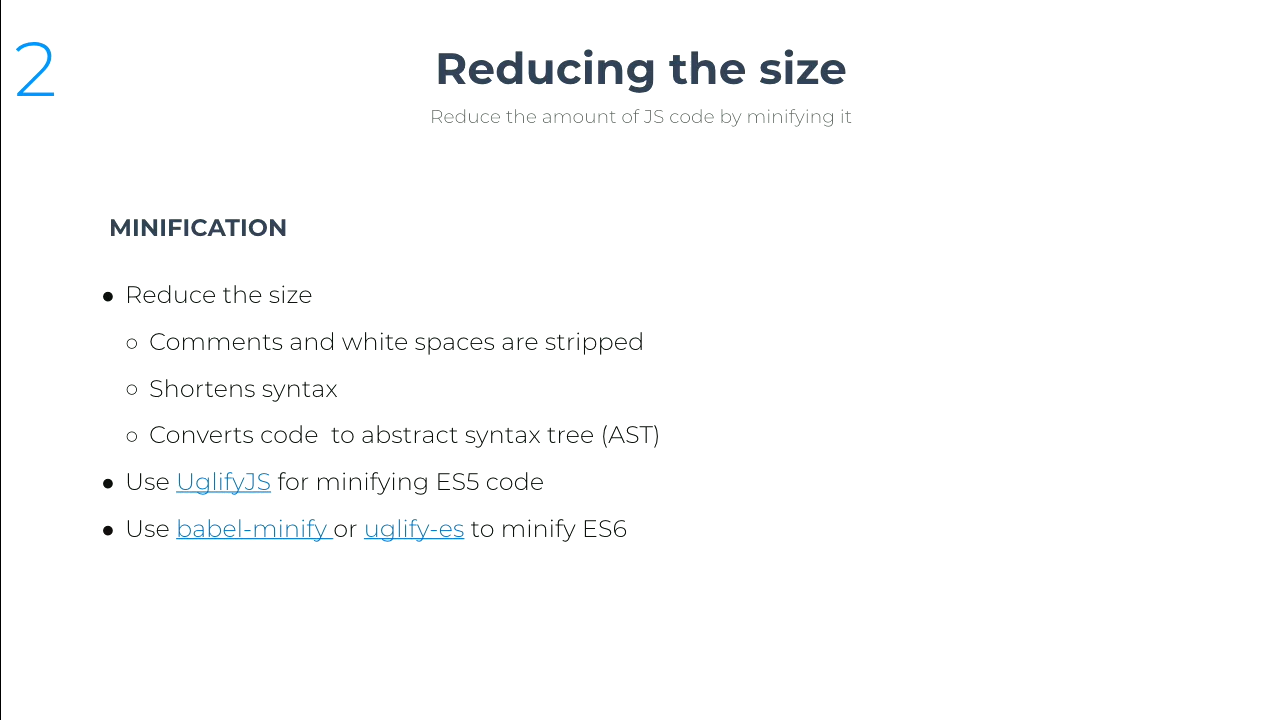 2
Reducing the size
Reduce the amount of JS code by minifying it
MINIFICATION
● Reduce the size
○ Comments and white spaces are stripped
○ Shortens syntax
○ Converts code  to abstract syntax tree (AST)
● Use UglifyJS for minifying ES5 code
● Use babel-minify or uglify-es to minify ES6